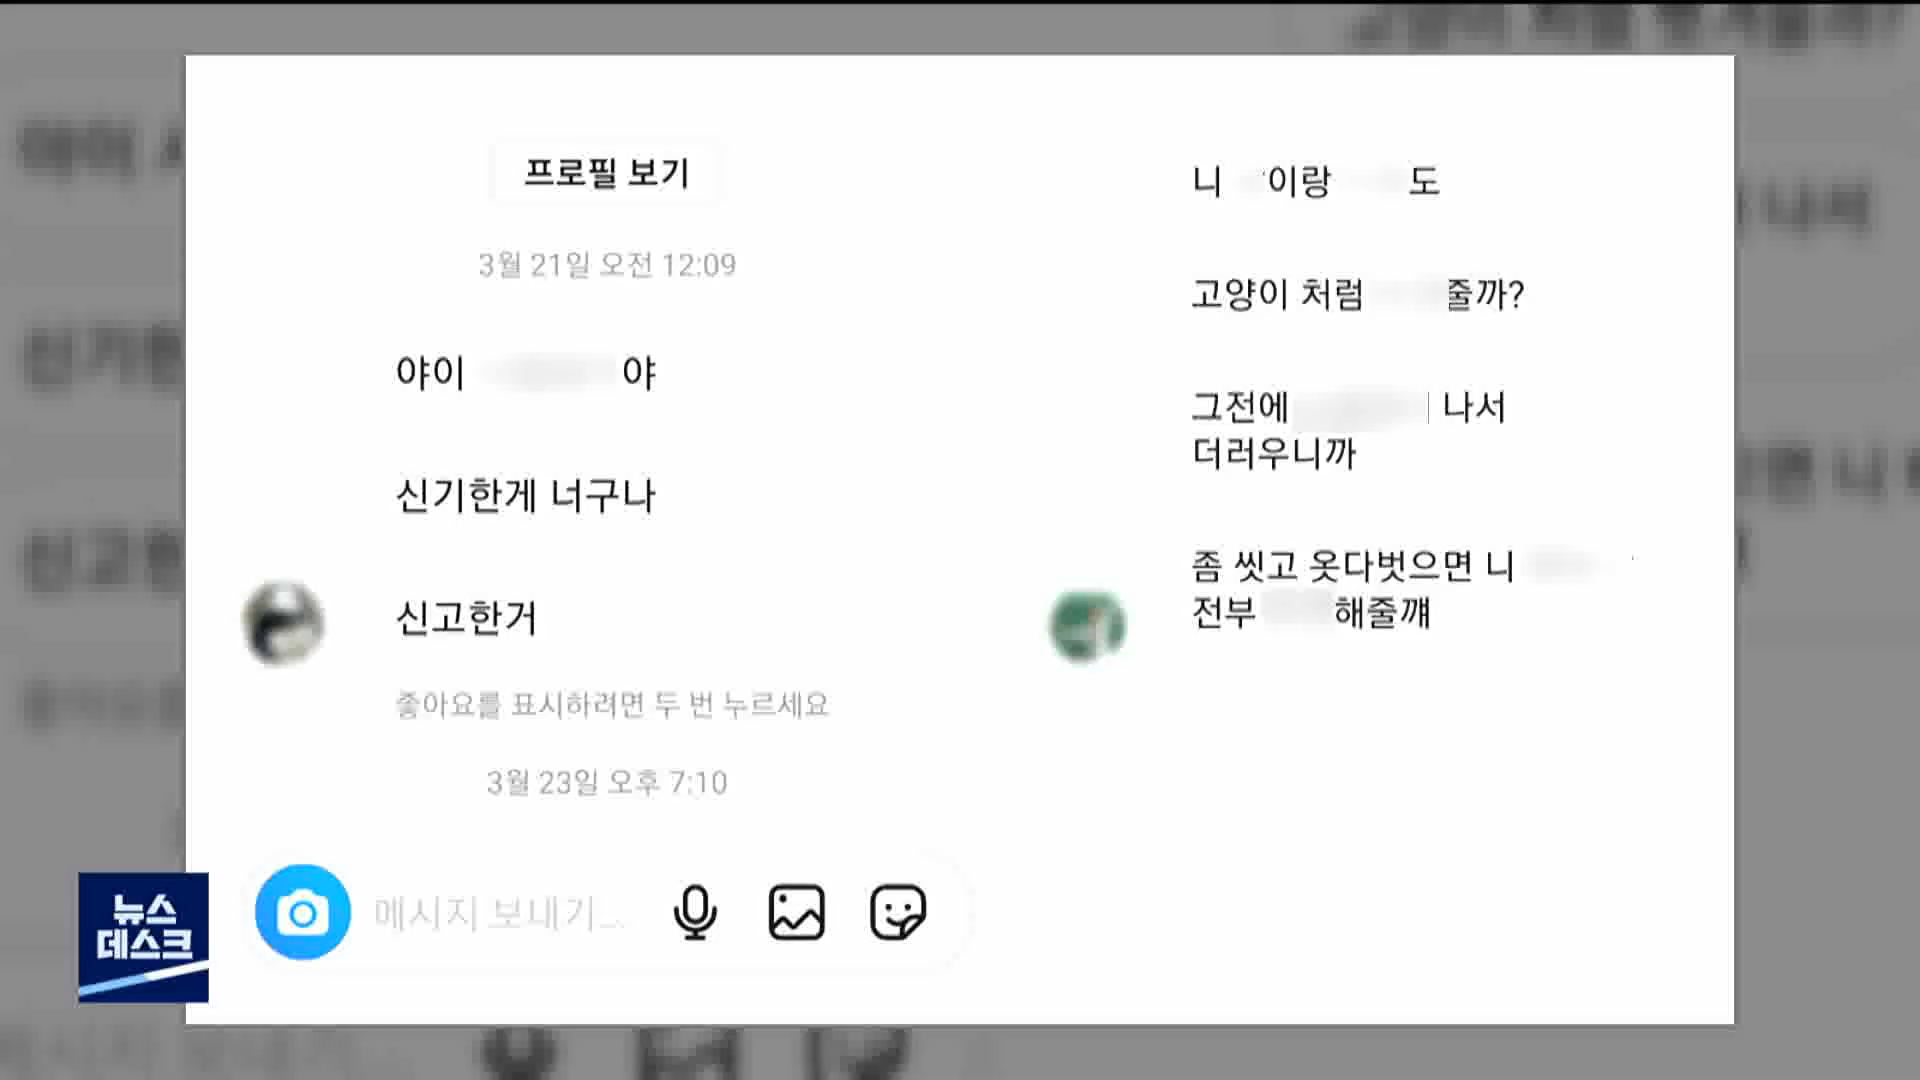 프로필 보기
3월 21일 오전 12:09
야이 야
신기한게 너구나
신고한거
좋아요를 표시하려면 두 번 누르세요
3월 23일 오후 7:10
메시지 보내기...
니 이랑 도
고양이 처럼 줄까?
그전에 나서
더러우니까
좀 씻고 옷다벗으면 니
전부 해줄꺠
뉴스
데스크